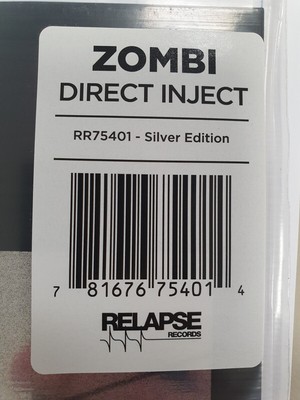 ZOMBI
DIRECT INJECT
RR75401 - Silver Edition
7 81676 75401 4
RELAPSE
RECORDS